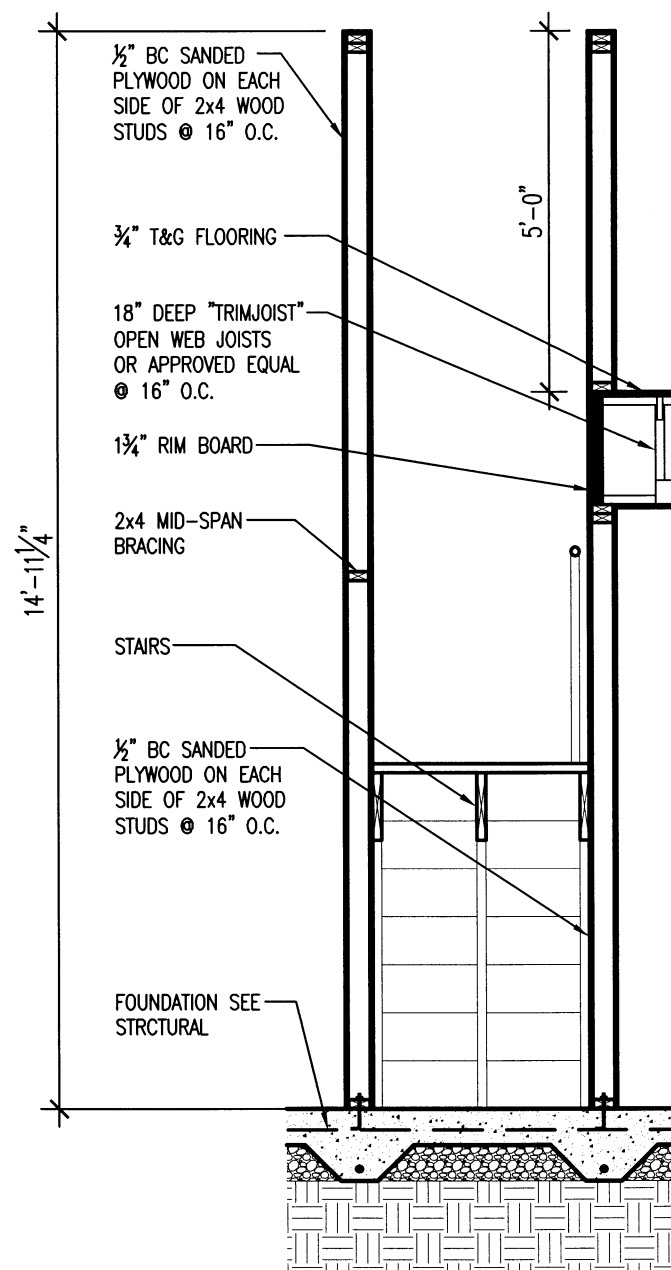 ½" BC SANDED
PLYWOOD ON EACH
SIDE OF 2x4 WOOD
STUDS @ 16" O.C.
5'-0"
¾" T&G FLOORING
18" DEEP "TRIMJOIST"
OPEN WEB JOISTS
OR APPROVED EQUAL
@ 16" O.C.
1¾" RIM BOARD
2x4 MID-SPAN
BRACING
14'-11¼"
STAIRS
½" BC SANDED
PLYWOOD ON EACH
SIDE OF 2x4 WOOD
STUDS @ 16" O.C.
FOUNDATION SEE
STRCTURAL